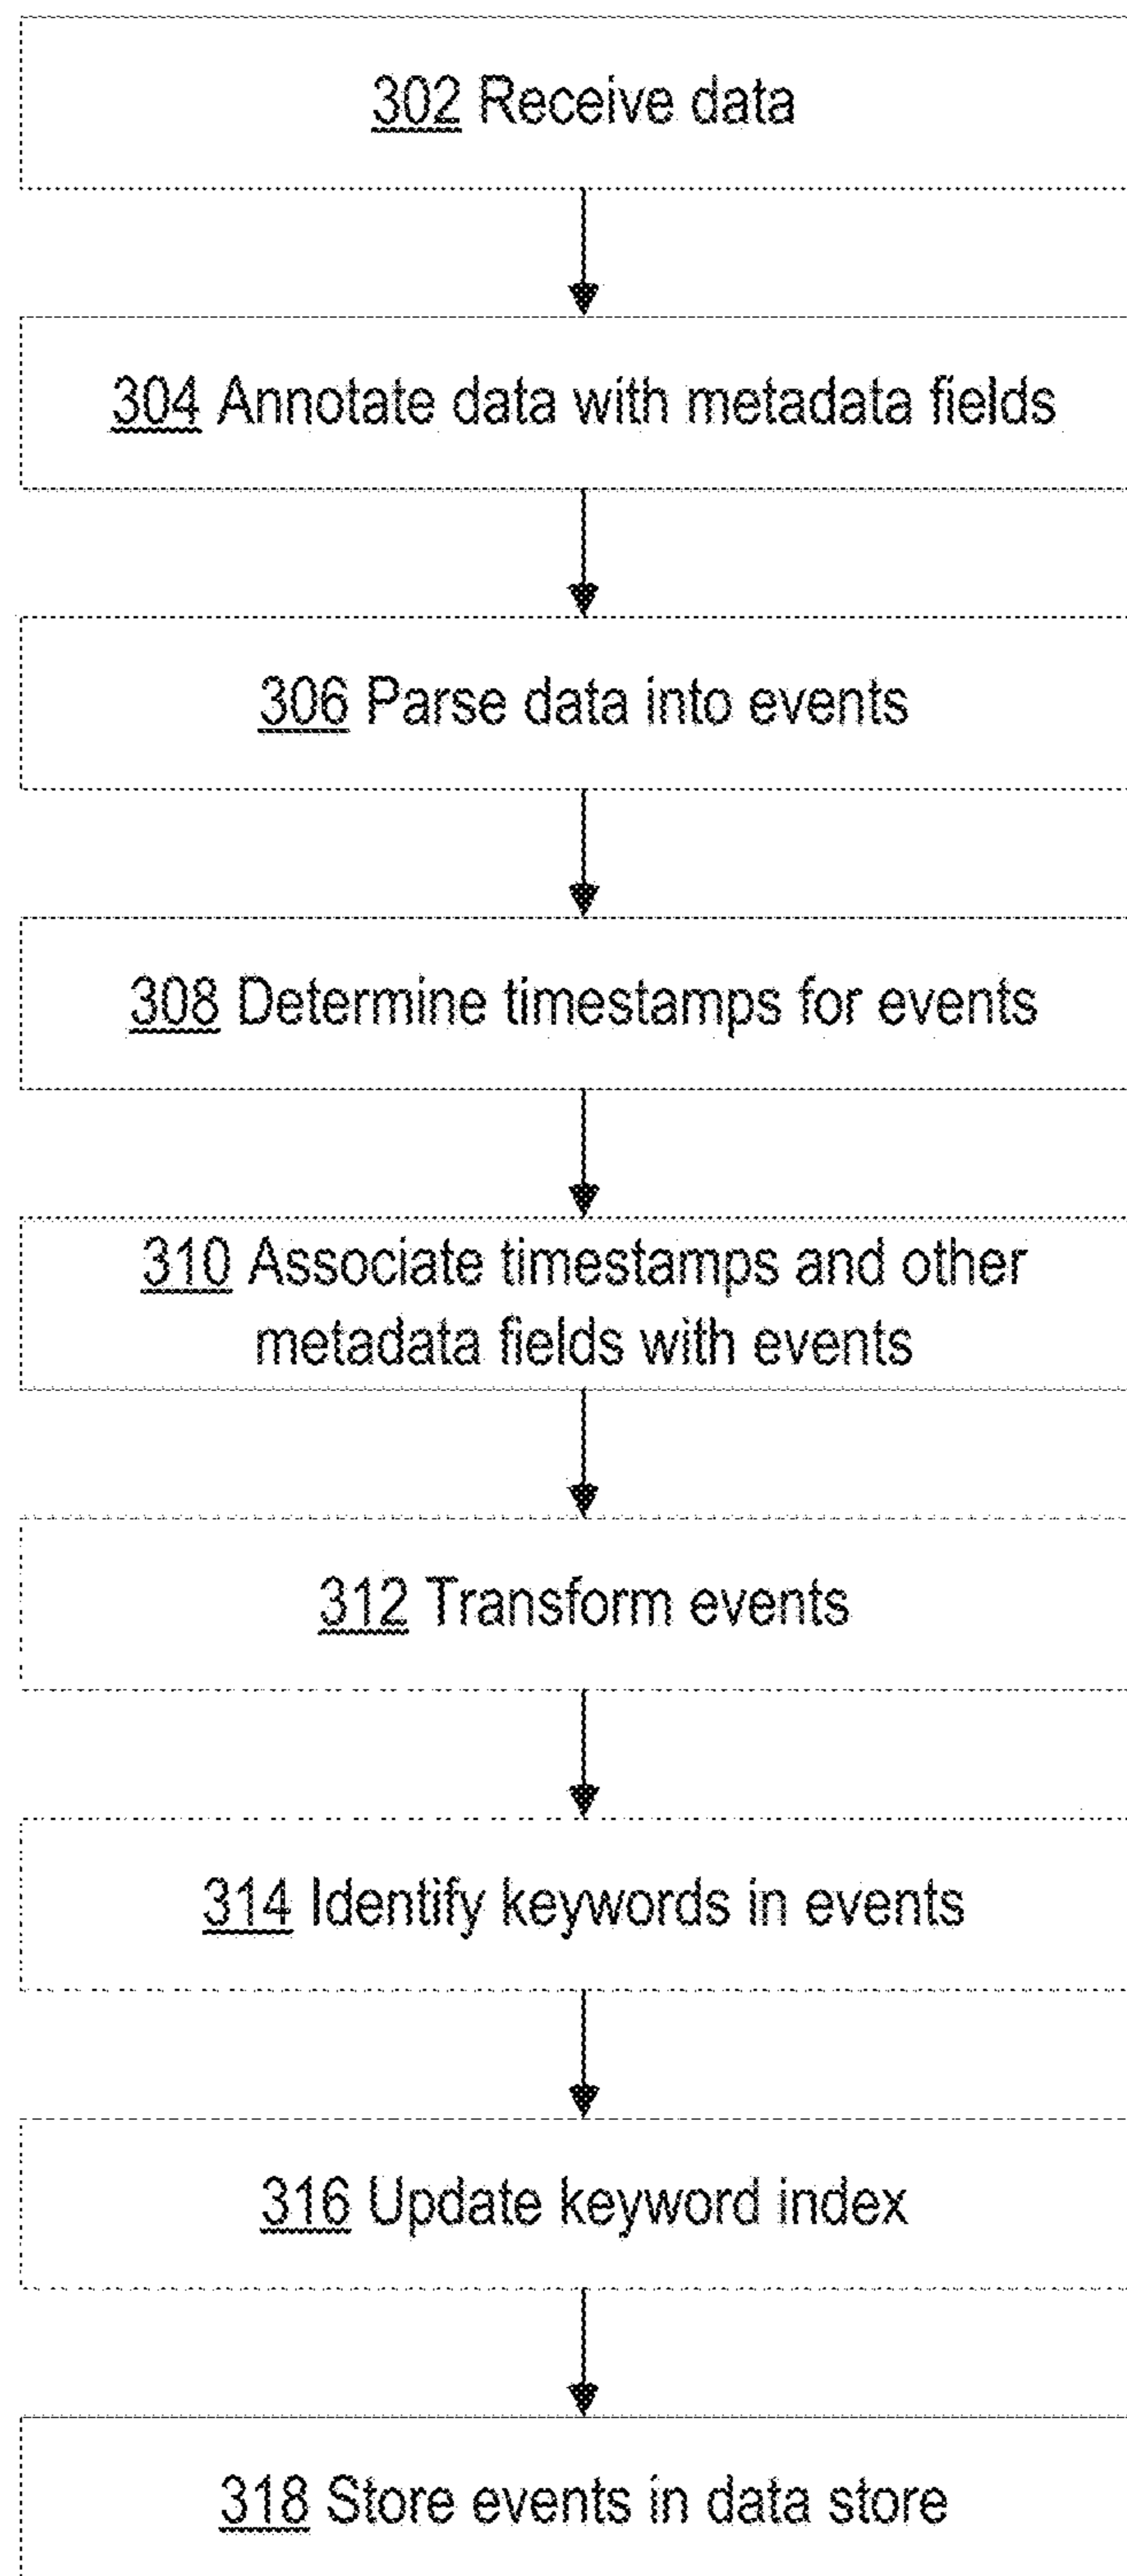 302 Receive data
304 Annotate data with metadata fields
306 Parse data into events
308 Determine timestamps for events
310 Associate timestamps and other
metadata fields with events
312 Transform events
314 Identify keywords in events
316 Update keyword index
318 Store events in data store